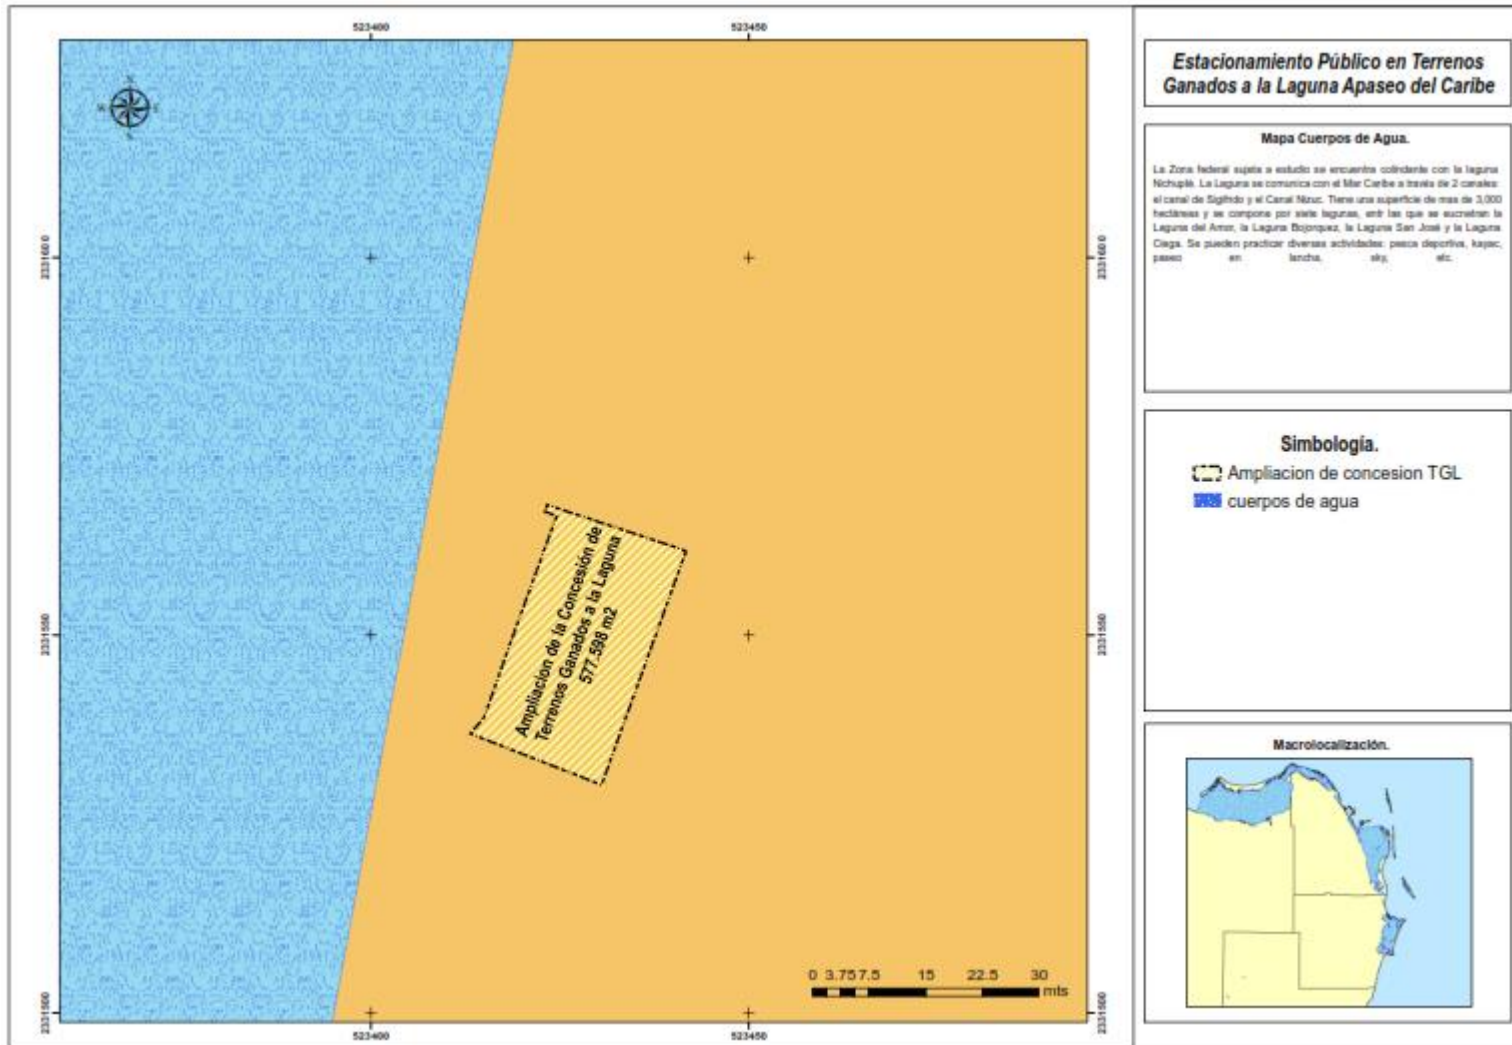 523400
523450
Estacionamiento Público en Terrenos
Ganados a la Laguna Apaseo del Caribe
N
W
E
S
Mapa Cuerpos de Agua.
La Zona federal sujeta a estudio se encuentra colindante con la laguna
Nichupté. La Laguna se comunica con el Mar Caribe a través de 2 canales:
el canal de Sigifrido y el Canal Nizuc. Tiene una superficie de mas de 3,000
hectáreas y se compone por siete lagunas, entr las que se
Laguna del Amor, la Laguna Bojorquez, la Laguna San José y la Laguna
Ciega. Se pueden practicar diversas actividades: pesca deportiva, kayac,
paseo en lancha, sky, etc.
2331600
2331600
Simbología.
Ampliacion de concesion TGL
cuerpos de agua
Ampliacion de la Concesión de
Terrenos Ganados a la Laguna
577.598 m2
2331550
2331550
Macrolocalización.
0 3.75 7.5 15 22.5 30
mts
2331500
2331500
523400
523450